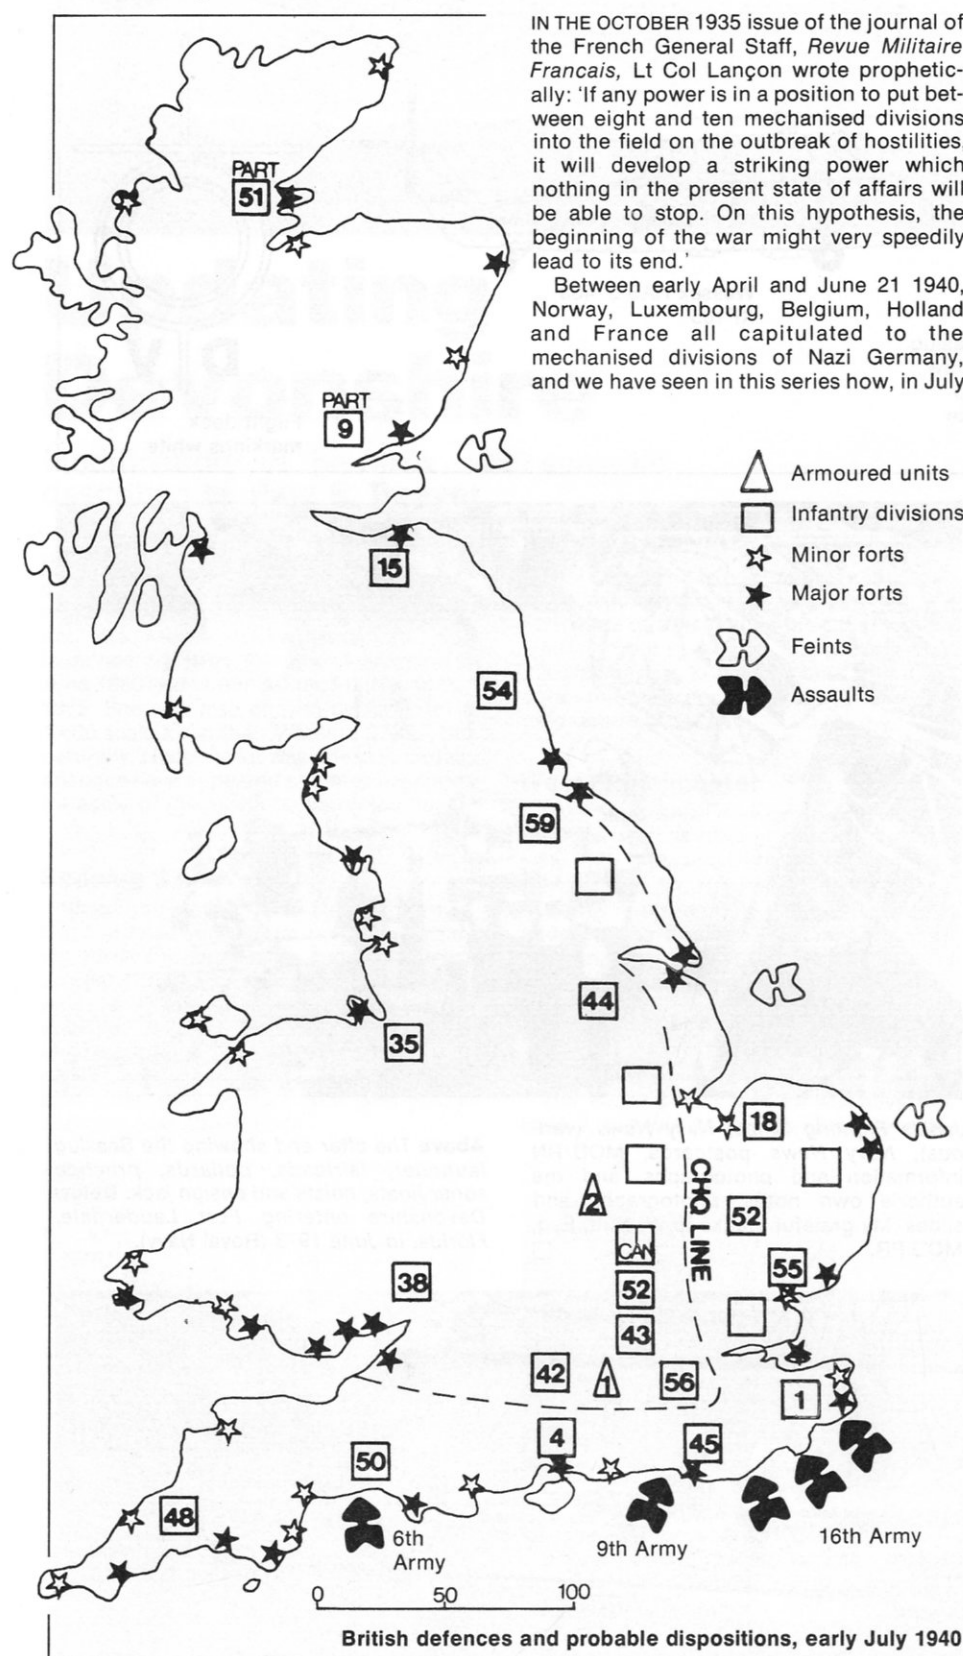 IN THE OCTOBER 1935 issue of the journal of
the French General Staff, Revue Militaire
Francais, Lt Col Lançon wrote prophetic-
ally: 'If any power is in a position to put bet-
ween eight and ten mechanised divisions
into the field on the outbreak of hostilities,
it will develop a striking power which
nothing in the present state of affairs will
be able to stop. On this hypothesis, the
beginning of the war might very speedily
lead to its end.'
Between early April and June 21 1940,
Norway, Luxembourg, Belgium, Holland
and France all capitulated to the
mechanised divisions of Nazi Germany,
and we have seen in this series how, in July
PART
51
PART
9
Armoured units
Infantry divisions
Minor forts
Major forts
Feints
Assaults
15
54
59
44
35
18
2
CHQ LINE
52
CAN
55
38
52
43
42
1
56
1
4
45
50
48
6th
Army
9th Army
16th Army
0 50 100
British defences and probable dispositions, early July 1940